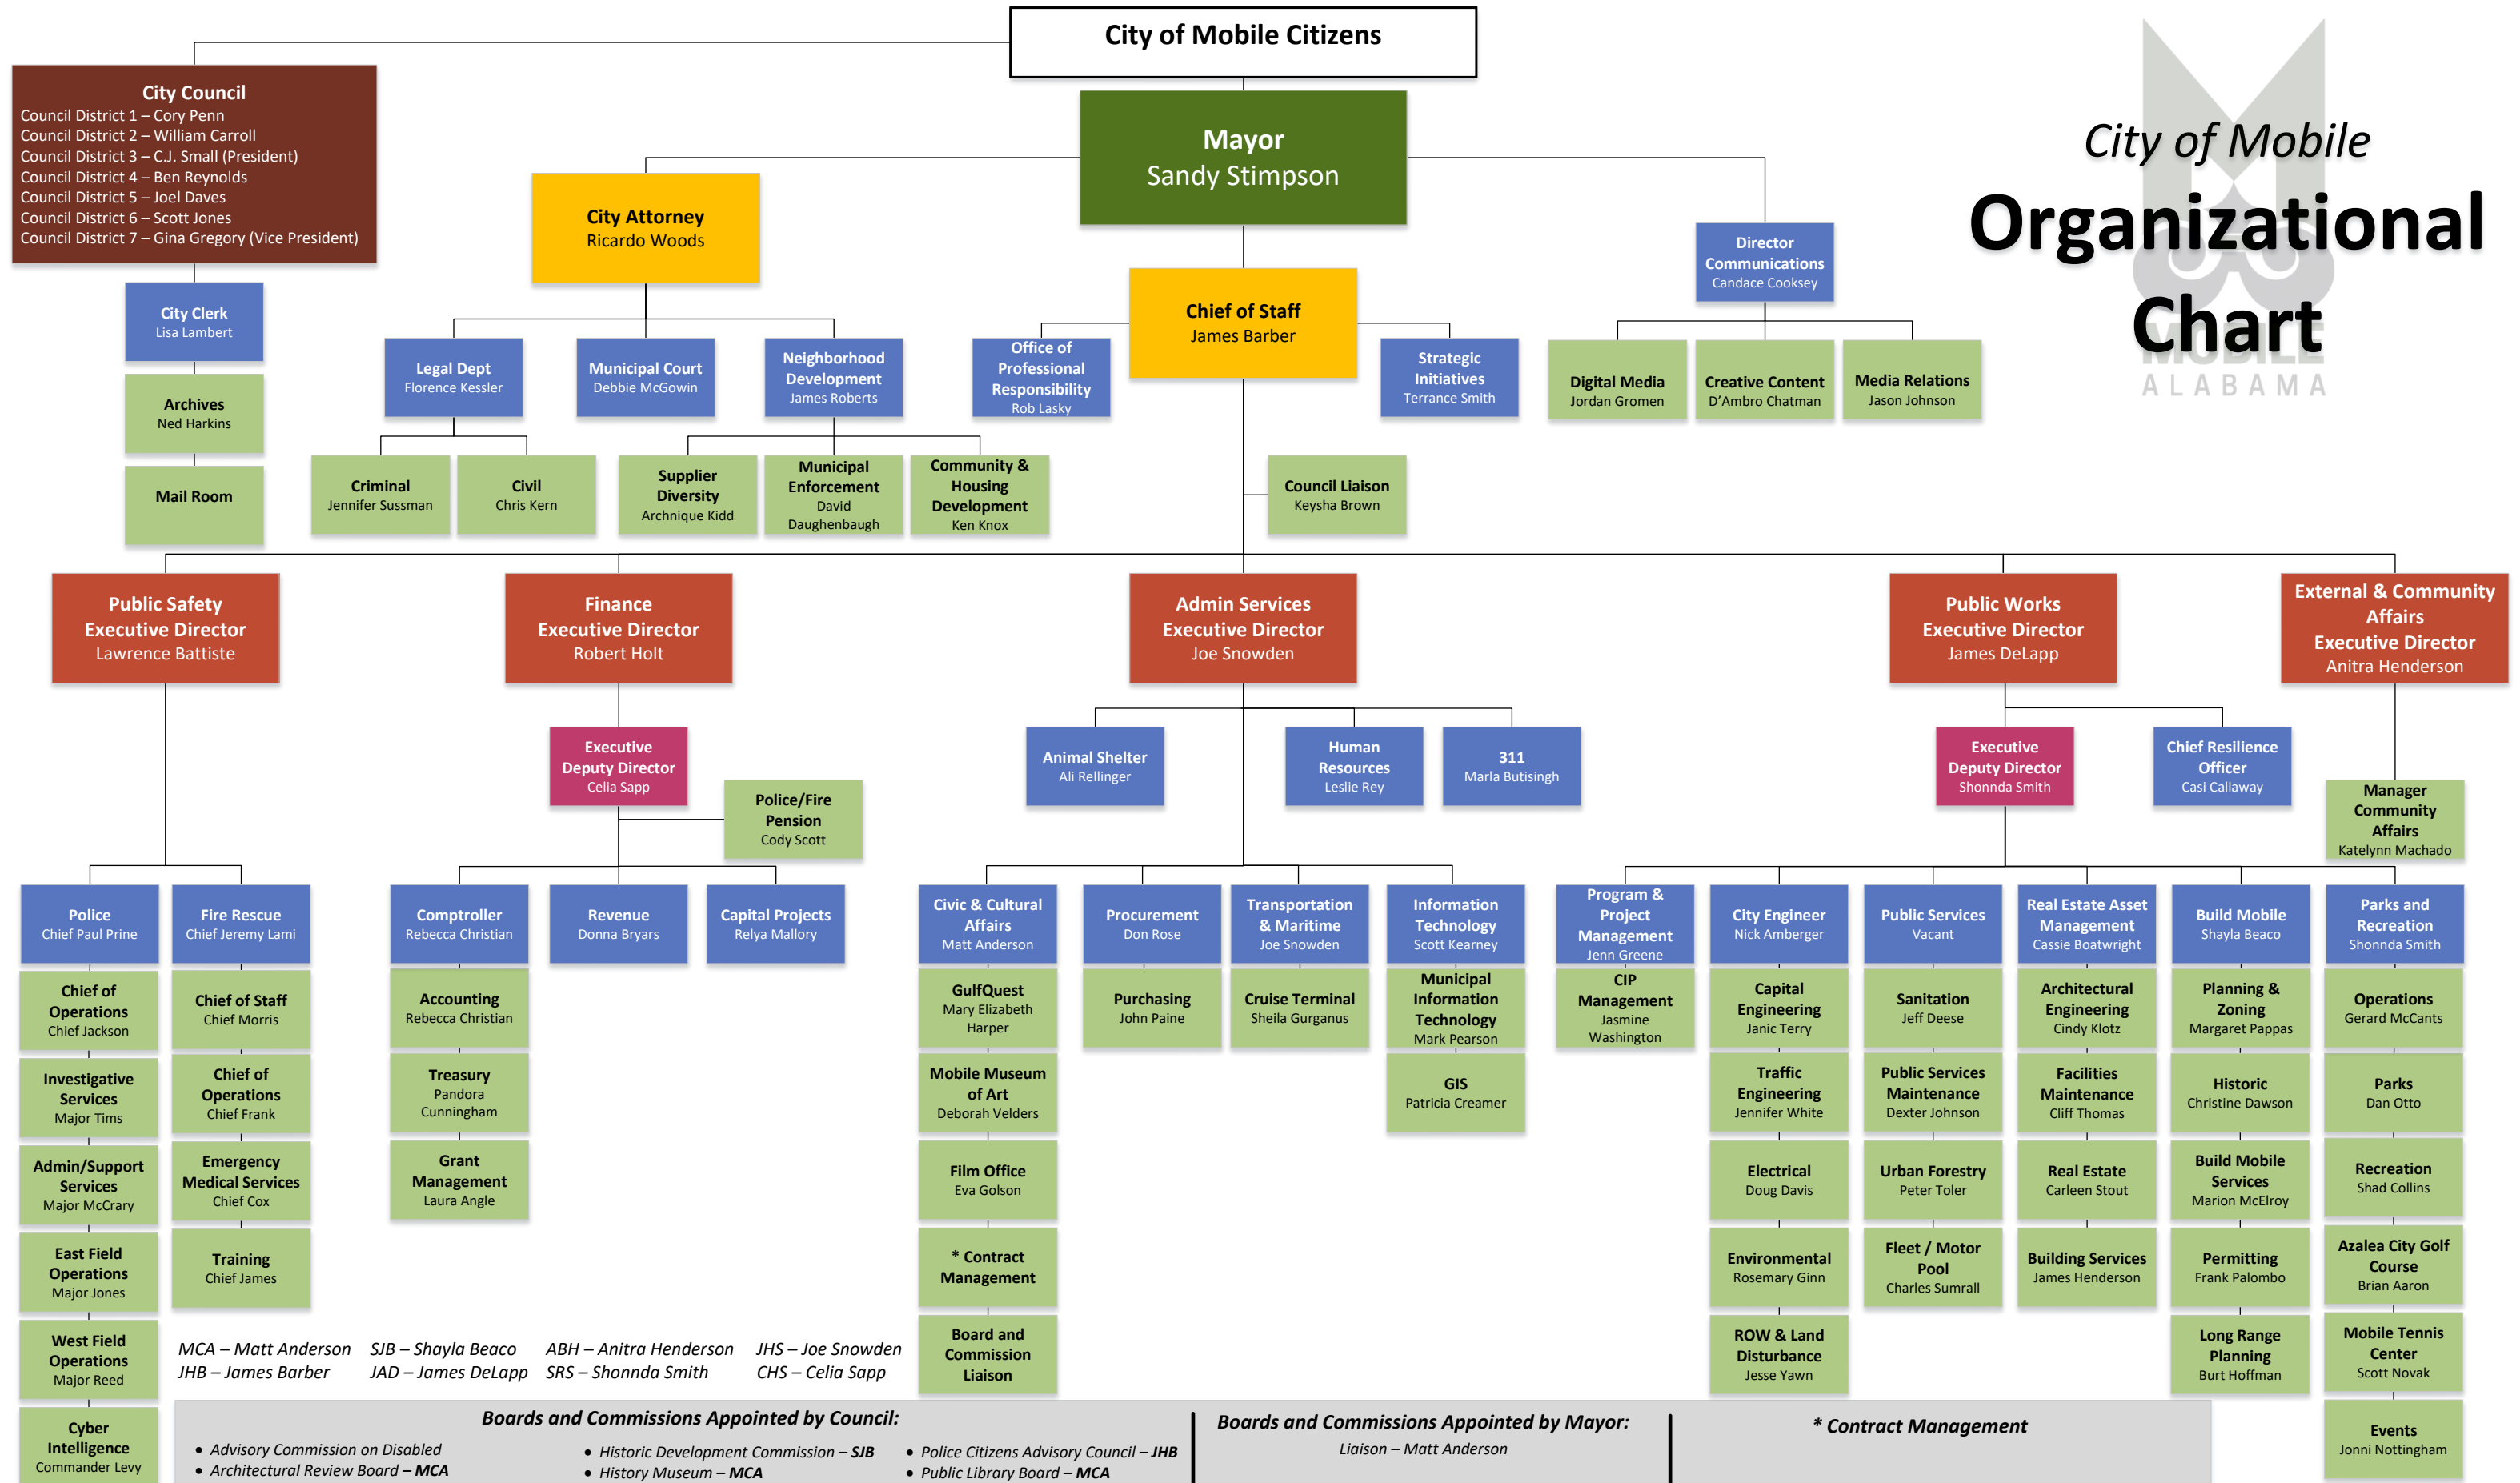 City of Mobile Citizens
City of Mobile
Organizational
Chart
MOBILE
ALABAMA
City Council
Council District 1 – Cory Penn
Council District 2 – William Carroll
Council District 3 – C.J. Small (President)
Council District 4 – Ben Reynolds
Council District 5 – Joel Daves
Council District 6 – Scott Jones
Council District 7 – Gina Gregory (Vice President)
Mayor
Sandy Stimpson
City Attorney
Ricardo Woods
Director
Communications
Candace Cooksey
Chief of Staff
James Barber
City Clerk
Lisa Lambert
Archives
Ned Harkins
Mail Room
Legal Dept
Florence Kessler
Municipal Court
Debbie McGowin
Neighborhood
Development
James Roberts
Office of
Professional
Responsibility
Rob Lasky
Strategic
Initiatives
Terrance Smith
Digital Media
Jordan Gromen
Creative Content
D'Ambro Chatman
Media Relations
Jason Johnson
Criminal
Jennifer Sussman
Civil
Chris Kern
Supplier
Diversity
Archnique Kidd
Municipal
Enforcement
David
Daughenbaugh
Community &
Housing
Development
Ken Knox
Council Liaison
Keysha Brown
Public Safety
Executive Director
Lawrence Battiste
Finance
Executive Director
Robert Holt
Admin Services
Executive Director
Joe Snowden
Public Works
Executive Director
James DeLapp
External & Community
Affairs
Executive Director
Anitra Henderson
Executive
Deputy Director
Celia Sapp
Police/Fire
Pension
Cody Scott
Animal Shelter
Ali Rellinger
Human
Resources
Leslie Rey
311
Marla Butisingh
Executive
Deputy Director
Shonnda Smith
Chief Resilience
Officer
Casi Callaway
Manager
Community
Affairs
Katelynn Machado
Police
Chief Paul Prine
Chief of
Operations
Chief Jackson
Investigative
Services
Major Tims
Admin/Support
Services
Major McCrary
East Field
Operations
Major Jones
West Field
Operations
Major Reed
Cyber
Intelligence
Commander Levy
Fire Rescue
Chief Jeremy Lami
Chief of Staff
Chief Morris
Chief of
Operations
Chief Frank
Emergency
Medical Services
Chief Cox
Training
Chief James
Comptroller
Rebecca Christian
Accounting
Rebecca Christian
Treasury
Pandora
Cunningham
Grant
Management
Laura Angle
Revenue
Donna Bryars
Capital Projects
Relya Mallory
Civic & Cultural
Affairs
Matt Anderson
GulfQuest
Mary Elizabeth
Harper
Mobile Museum
of Art
Deborah Velders
Film Office
Eva Golson
* Contract
Management
Board and
Commission
Liaison
Procurement
Don Rose
Purchasing
John Paine
Transportation
& Maritime
Joe Snowden
Cruise Terminal
Sheila Gurganus
Information
Technology
Scott Kearney
Municipal
Information
Technology
Mark Pearson
GIS
Patricia Creamer
Program &
Project
Management
Jenn Greene
CIP
Management
Jasmine
Washington
City Engineer
Nick Amberger
Capital
Engineering
Janic Terry
Traffic
Engineering
Jennifer White
Electrical
Doug Davis
Environmental
Rosemary Ginn
ROW & Land
Disturbance
Jesse Yawn
Public Services
Vacant
Sanitation
Jeff Deese
Public Services
Maintenance
Dexter Johnson
Urban Forestry
Peter Toler
Fleet / Motor
Pool
Charles Sumrall
Real Estate Asset
Management
Cassie Boatwright
Architectural
Engineering
Cindy Klotz
Facilities
Maintenance
Cliff Thomas
Real Estate
Carleen Stout
Building Services
James Henderson
Build Mobile
Shayla Beaco
Planning &
Zoning
Margaret Pappas
Historic
Christine Dawson
Build Mobile
Services
Marion McElroy
Permitting
Frank Palombo
Long Range
Planning
Burt Hoffman
Parks and
Recreation
Shonnda Smith
Operations
Gerard McCants
Parks
Dan Otto
Recreation
Shad Collins
Azalea City Golf
Course
Brian Aaron
Mobile Tennis
Center
Scott Novak
Events
Jonni Nottingham
MCA – Matt Anderson SJB – Shayla Beaco ABH – Anitra Henderson JHS – Joe Snowden
JHB – James Barber JAD – James DeLapp SRS – Shonnda Smith CHS – Celia Sapp
Boards and Commissions Appointed by Council:
• Advisory Commission on Disabled
• Architectural Review Board – MCA
• Historic Development Commission – SJB
• History Museum – MCA
• Police Citizens Advisory Council – JHB
• Public Library Board – MCA
Boards and Commissions Appointed by Mayor:
Liaison – Matt Anderson
* Contract Management